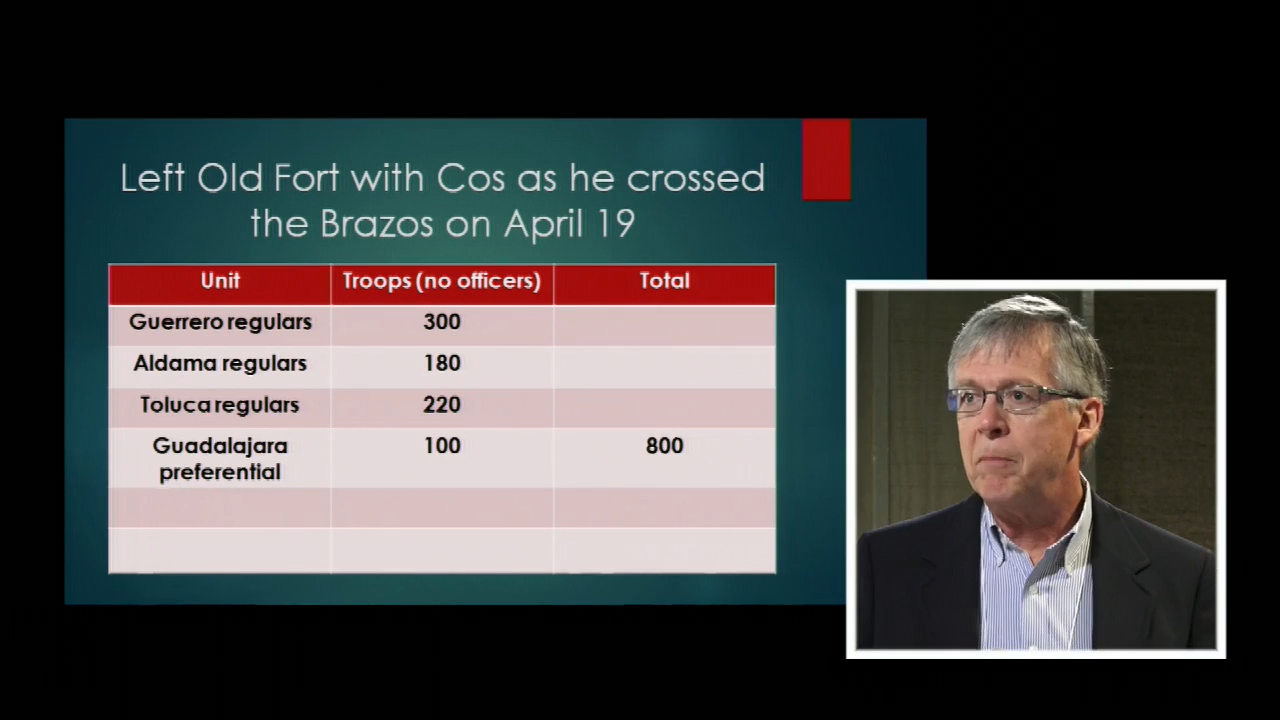 Left Old Fort with Cos as he crossed
the Brazos on April 19
Unit Troops (no officers) Total
Guerrero regulars 300
Aldama regulars 180
Toluca regulars 220
Guadalajara 100 800
preferential